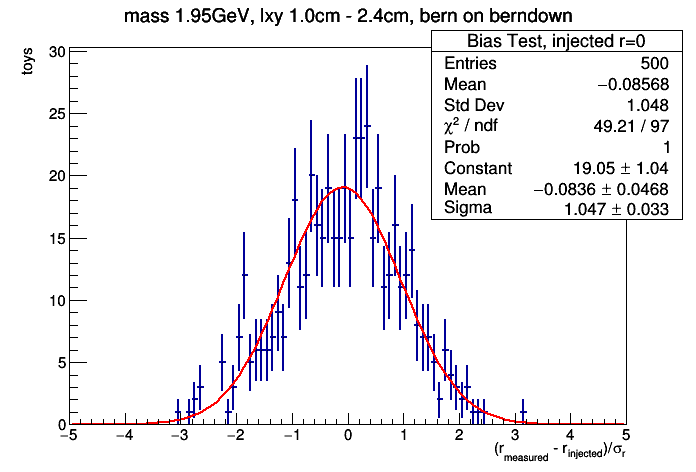 mass 1.95GeV, lxy 1.0cm - 2.4cm, bern on berndown
toys
Bias Test, injected r=0
Entries 500
Mean −0.08568
Std Dev 1.048
χ² / ndf 49.21 / 97
Prob 1
Constant 19.05 ± 1.04
Mean −0.0836 ± 0.0468
Sigma 1.047 ± 0.033
30
25
20
15
10
5
0
−5 −4 −3 −2 −1 0 1 2 3 4 5
(r_measured - r_injected)/σ_r